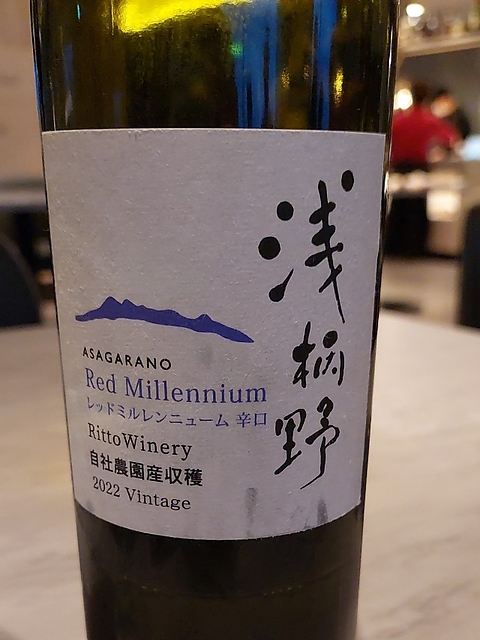 浅柄野
ASAGARANO
Red Millennium
レッドミルレンニューム 辛口
RittoWinery
自社農園産収穫
2022 Vintage